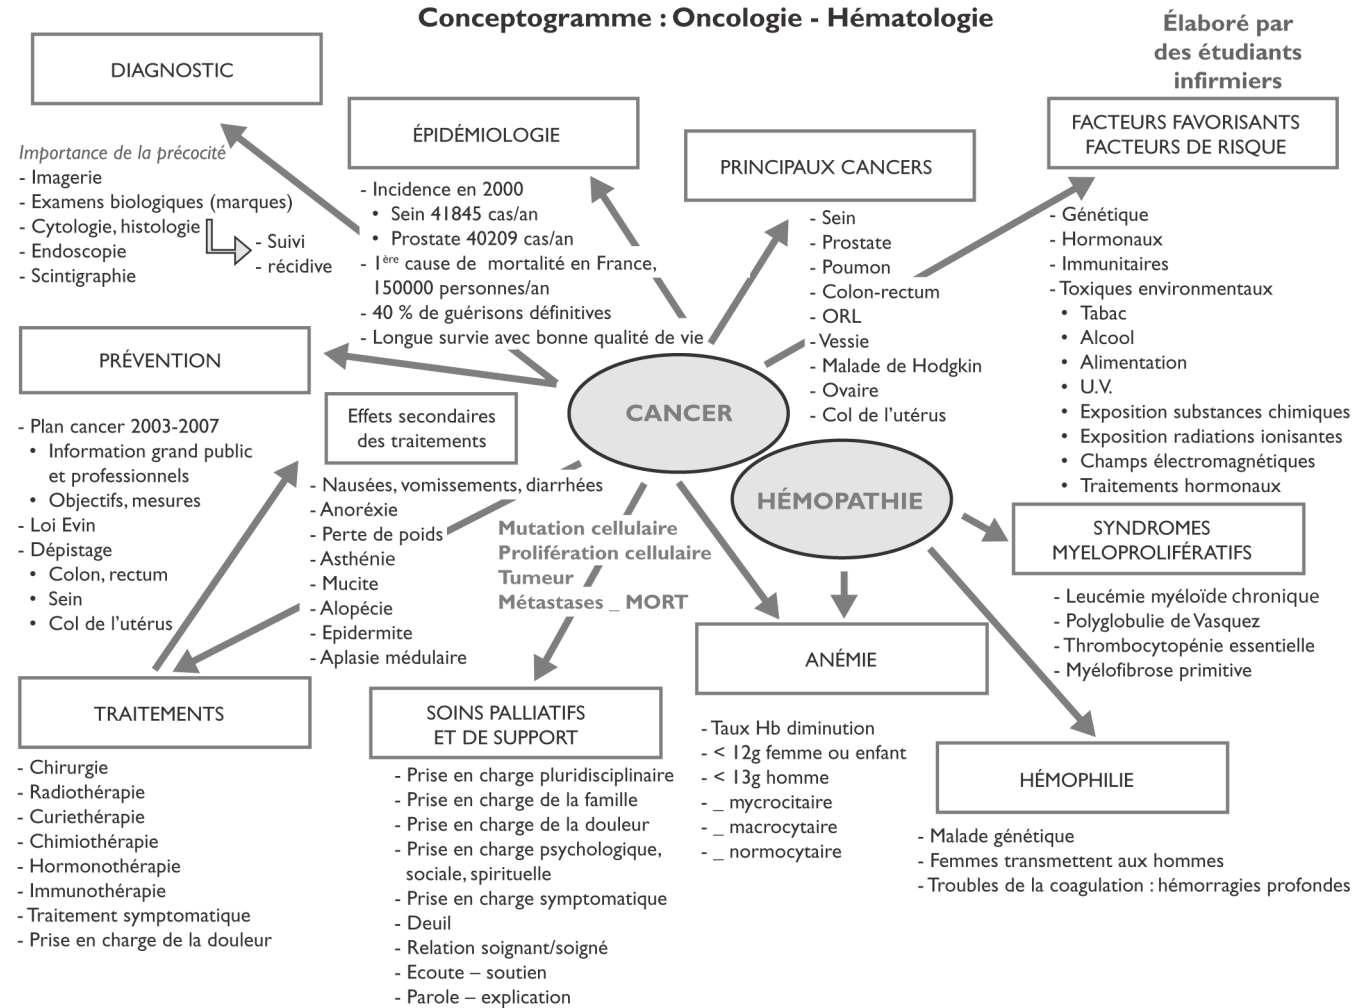 Conceptogramme : Oncologie - Hématologie
Élaboré par
des étudiants
infirmiers
DIAGNOSTIC
Importance de la précocité
- Imagerie
- Examens biologiques (marques)
- Cytologie, histologie
- Endoscopie
- Scintigraphie
- Suivi
- récidive
ÉPIDÉMIOLOGIE
- Incidence en 2000
• Sein 41845 cas/an
• Prostate 40209 cas/an
- 1ère cause de mortalité en France,
150000 personnes/an
- 40 % de guérisons définitives
- Longue survie avec bonne qualité de vie
PRINCIPAUX CANCERS
- Sein
- Prostate
- Poumon
- Colon-rectum
- ORL
- Vessie
- Malade de Hodgkin
- Ovaire
- Col de l'utérus
FACTEURS FAVORISANTS
FACTEURS DE RISQUE
- Génétique
- Hormonaux
- Immunitaires
- Toxiques environmentaux
• Tabac
• Alcool
• Alimentation
• U.V.
• Exposition substances chimiques
• Exposition radiations ionisantes
• Champs électromagnétiques
• Traitements hormonaux
PRÉVENTION
- Plan cancer 2003-2007
• Information grand public
et professionnels
• Objectifs, mesures
- Loi Evin
- Dépistage
• Colon, rectum
• Sein
• Col de l'utérus
Effets secondaires
des traitements
- Nausées, vomissements, diarrhées
- Anoréxie
- Perte de poids
- Asthénie
- Mucite
- Alopécie
- Epidermite
- Aplasie médulaire
CANCER
HÉMOPATHIE
Mutation cellulaire
Prolifération cellulaire
Tumeur
Métastases _ MORT
SYNDROMES
MYELOPROLIFÉRATIFS
- Leucémie myéloïde chronique
- Polyglobulie de Vasquez
- Thrombocytopénie essentielle
- Myélofibrose primitive
TRAITEMENTS
- Chirurgie
- Radiothérapie
- Curiethérapie
- Chimiothérapie
- Hormonothérapie
- Immunothérapie
- Traitement symptomatique
- Prise en charge de la douleur
SOINS PALLIATIFS
ET DE SUPPORT
- Prise en charge pluridisciplinaire
- Prise en charge de la famille
- Prise en charge de la douleur
- Prise en charge psychologique,
sociale, spirituelle
- Prise en charge symptomatique
- Deuil
- Relation soignant/soigné
- Ecoute – soutien
- Parole – explication
ANÉMIE
- Taux Hb diminution
- < 12g femme ou enfant
- < 13g homme
- _ mycrocitaire
- _ macrocytaire
- _ normocytaire
HÉMOPHILIE
- Malade génétique
- Femmes transmettent aux hommes
- Troubles de la coagulation : hémorragies profondes